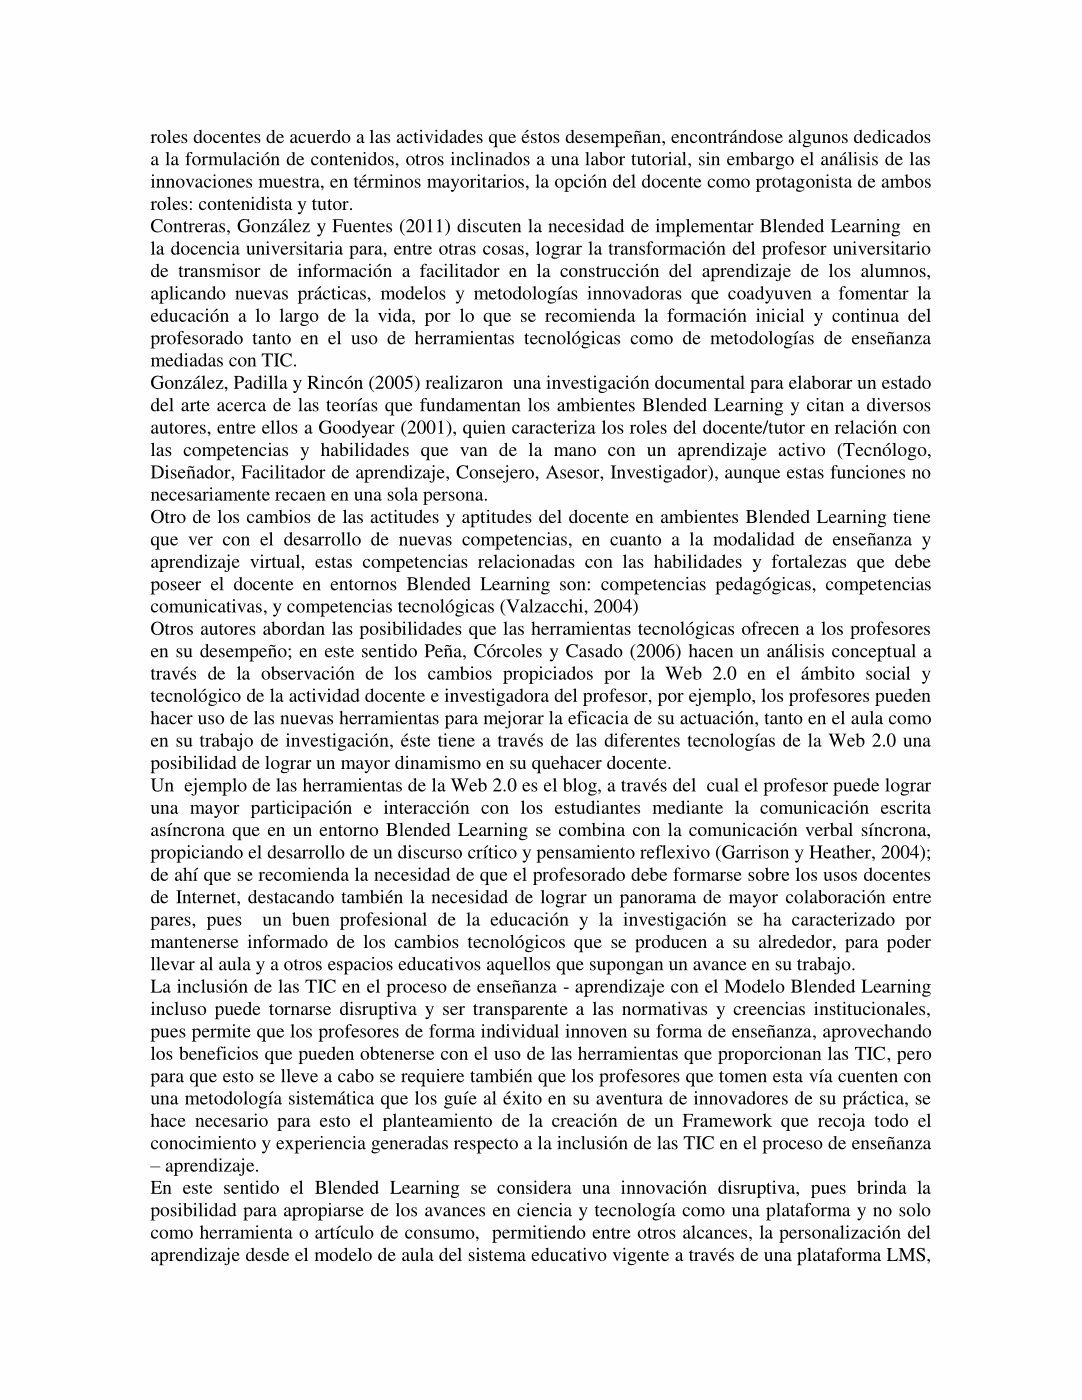 roles docentes de acuerdo a las actividades que éstos desempeñan, encontrándose algunos dedicados
a la formulación de contenidos, otros inclinados a una labor tutorial, sin embargo el análisis de las
innovaciones muestra, en términos mayoritarios, la opción del docente como protagonista de ambos
roles: contenidista y tutor.
Contreras, González y Fuentes (2011) discuten la necesidad de implementar Blended Learning en
la docencia universitaria para, entre otras cosas, lograr la transformación del profesor universitario
de transmisor de información a facilitador en la construcción del aprendizaje de los alumnos,
aplicando nuevas prácticas, modelos y metodologías innovadoras que coadyuven a fomentar la
educación a lo largo de la vida, por lo que se recomienda la formación inicial y continua del
profesorado tanto en el uso de herramientas tecnológicas como de metodologías de enseñanza
mediadas con TIC.
González, Padilla y Rincón (2005) realizaron una investigación documental para elaborar un estado
del arte acerca de las teorías que fundamentan los ambientes Blended Learning y citan a diversos
autores, entre ellos a Goodyear (2001), quien caracteriza los roles del docente/tutor en relación con
las competencias y habilidades que van de la mano con un aprendizaje activo (Tecnólogo,
Diseñador, Facilitador de aprendizaje, Consejero, Asesor, Investigador), aunque estas funciones no
necesariamente recaen en una sola persona.
Otro de los cambios de las actitudes y aptitudes del docente en ambientes Blended Learning tiene
que ver con el desarrollo de nuevas competencias, en cuanto a la modalidad de enseñanza y
aprendizaje virtual, estas competencias relacionadas con las habilidades y fortalezas que debe
poseer el docente en entornos Blended Learning son: competencias pedagógicas, competencias
comunicativas, y competencias tecnológicas (Valzacchi, 2004)
Otros autores abordan las posibilidades que las herramientas tecnológicas ofrecen a los profesores
en su desempeño; en este sentido Peña, Córcoles y Casado (2006) hacen un análisis conceptual a
través de la observación de los cambios propiciados por la Web 2.0 en el ámbito social y
tecnológico de la actividad docente e investigadora del profesor, por ejemplo, los profesores pueden
hacer uso de las nuevas herramientas para mejorar la eficacia de su actuación, tanto en el aula como
en su trabajo de investigación, éste tiene a través de las diferentes tecnologías de la Web 2.0 una
posibilidad de lograr un mayor dinamismo en su quehacer docente.
Un ejemplo de las herramientas de la Web 2.0 es el blog, a través del cual el profesor puede lograr
una mayor participación e interacción con los estudiantes mediante la comunicación escrita
asíncrona que en un entorno Blended Learning se combina con la comunicación verbal síncrona,
propiciando el desarrollo de un discurso crítico y pensamiento reflexivo (Garrison y Heather, 2004);
de ahí que se recomienda la necesidad de que el profesorado debe formarse sobre los usos docentes
de Internet, destacando también la necesidad de lograr un panorama de mayor colaboración entre
pares, pues un buen profesional de la educación y la investigación se ha caracterizado por
mantenerse informado de los cambios tecnológicos que se producen a su alrededor, para poder
llevar al aula y a otros espacios educativos aquellos que supongan un avance en su trabajo.
La inclusión de las TIC en el proceso de enseñanza - aprendizaje con el Modelo Blended Learning
incluso puede tornarse disruptiva y ser transparente a las normativas y creencias institucionales,
pues permite que los profesores de forma individual innoven su forma de enseñanza, aprovechando
los beneficios que pueden obtenerse con el uso de las herramientas que proporcionan las TIC, pero
para que esto se lleve a cabo se requiere también que los profesores que tomen esta vía cuenten con
una metodología sistemática que los guíe al éxito en su aventura de innovadores de su práctica, se
hace necesario para esto el planteamiento de la creación de un Framework que recoja todo el
conocimiento y experiencia generadas respecto a la inclusión de las TIC en el proceso de enseñanza
– aprendizaje.
En este sentido el Blended Learning se considera una innovación disruptiva, pues brinda la
posibilidad para apropiarse de los avances en ciencia y tecnología como una plataforma y no solo
como herramienta o artículo de consumo, permitiendo entre otros alcances, la personalización del
aprendizaje desde el modelo de aula del sistema educativo vigente a través de una plataforma LMS,